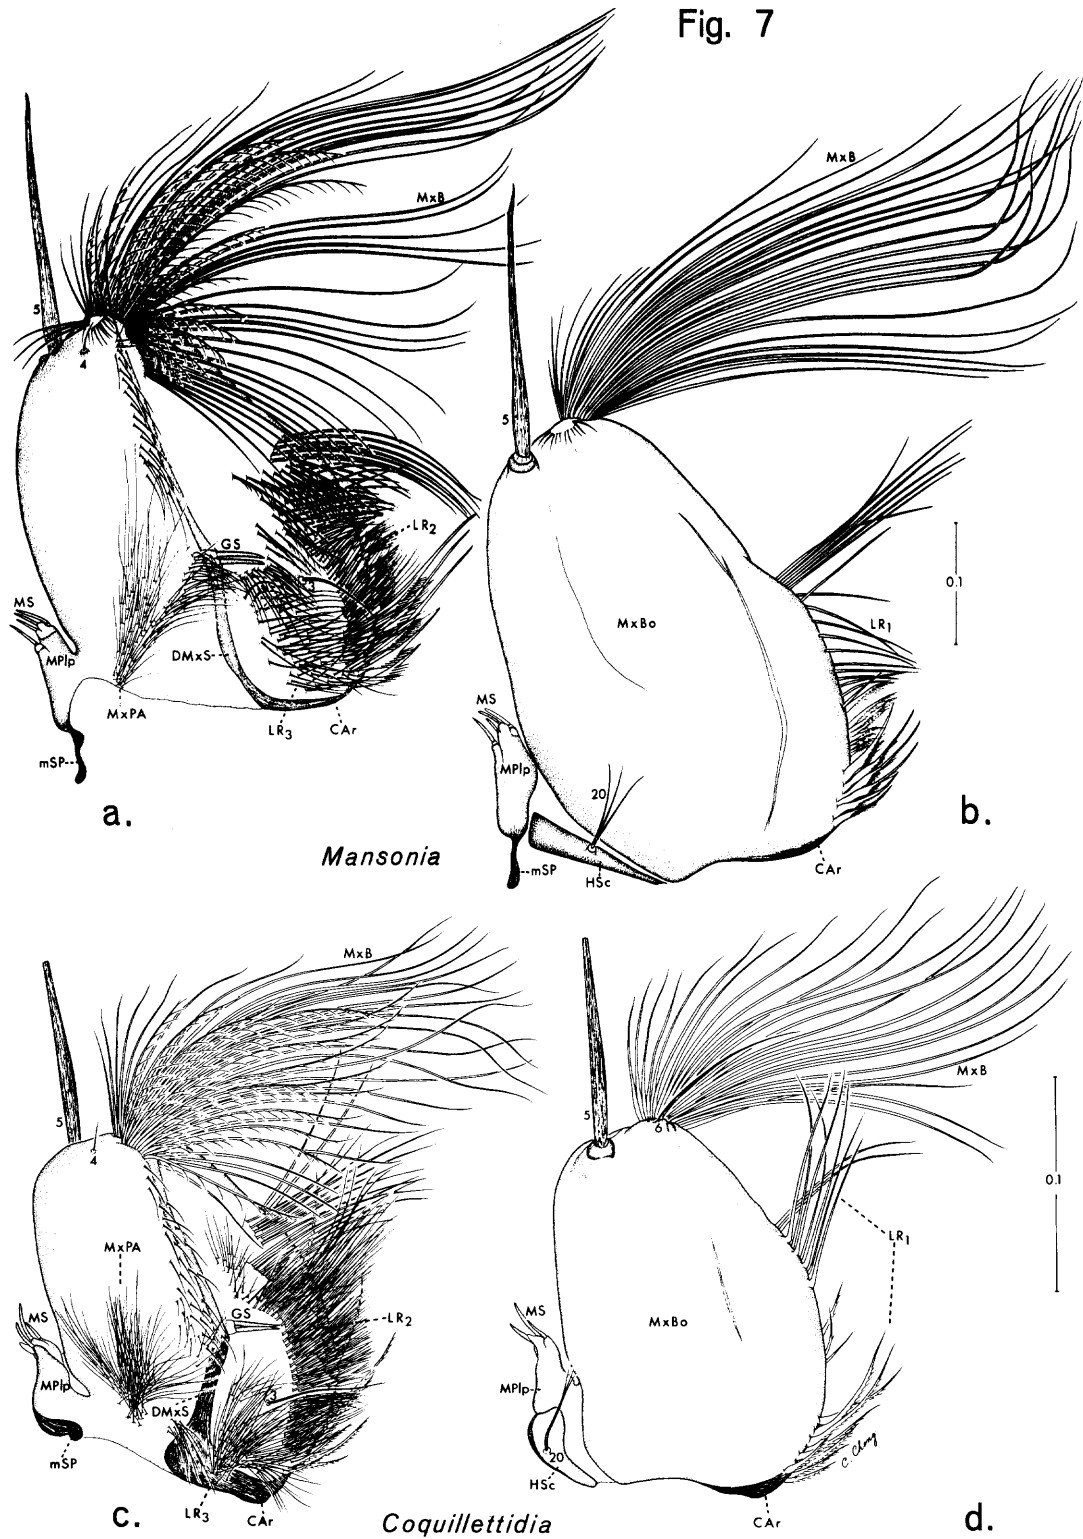 Fig. 7
MxB
5
4
GS
LR2
MS
MPlp
DMxS
3
MxPA
LR3
CAr
mSP
a.
MxB
5
0.1
MxBo
LR1
MS
MPlp
20
mSP
HSc
CAr
b.
Mansonia
MxB
5
4
MxPA
MS
GS
LR2
MPlp
3
DMxS
mSP
LR3
CAr
c.
MxB
5
6
0.1
LR1
MS
MxBo
MPlp
20
HSc
C. Chong
CAr
d.
Coquillettidia